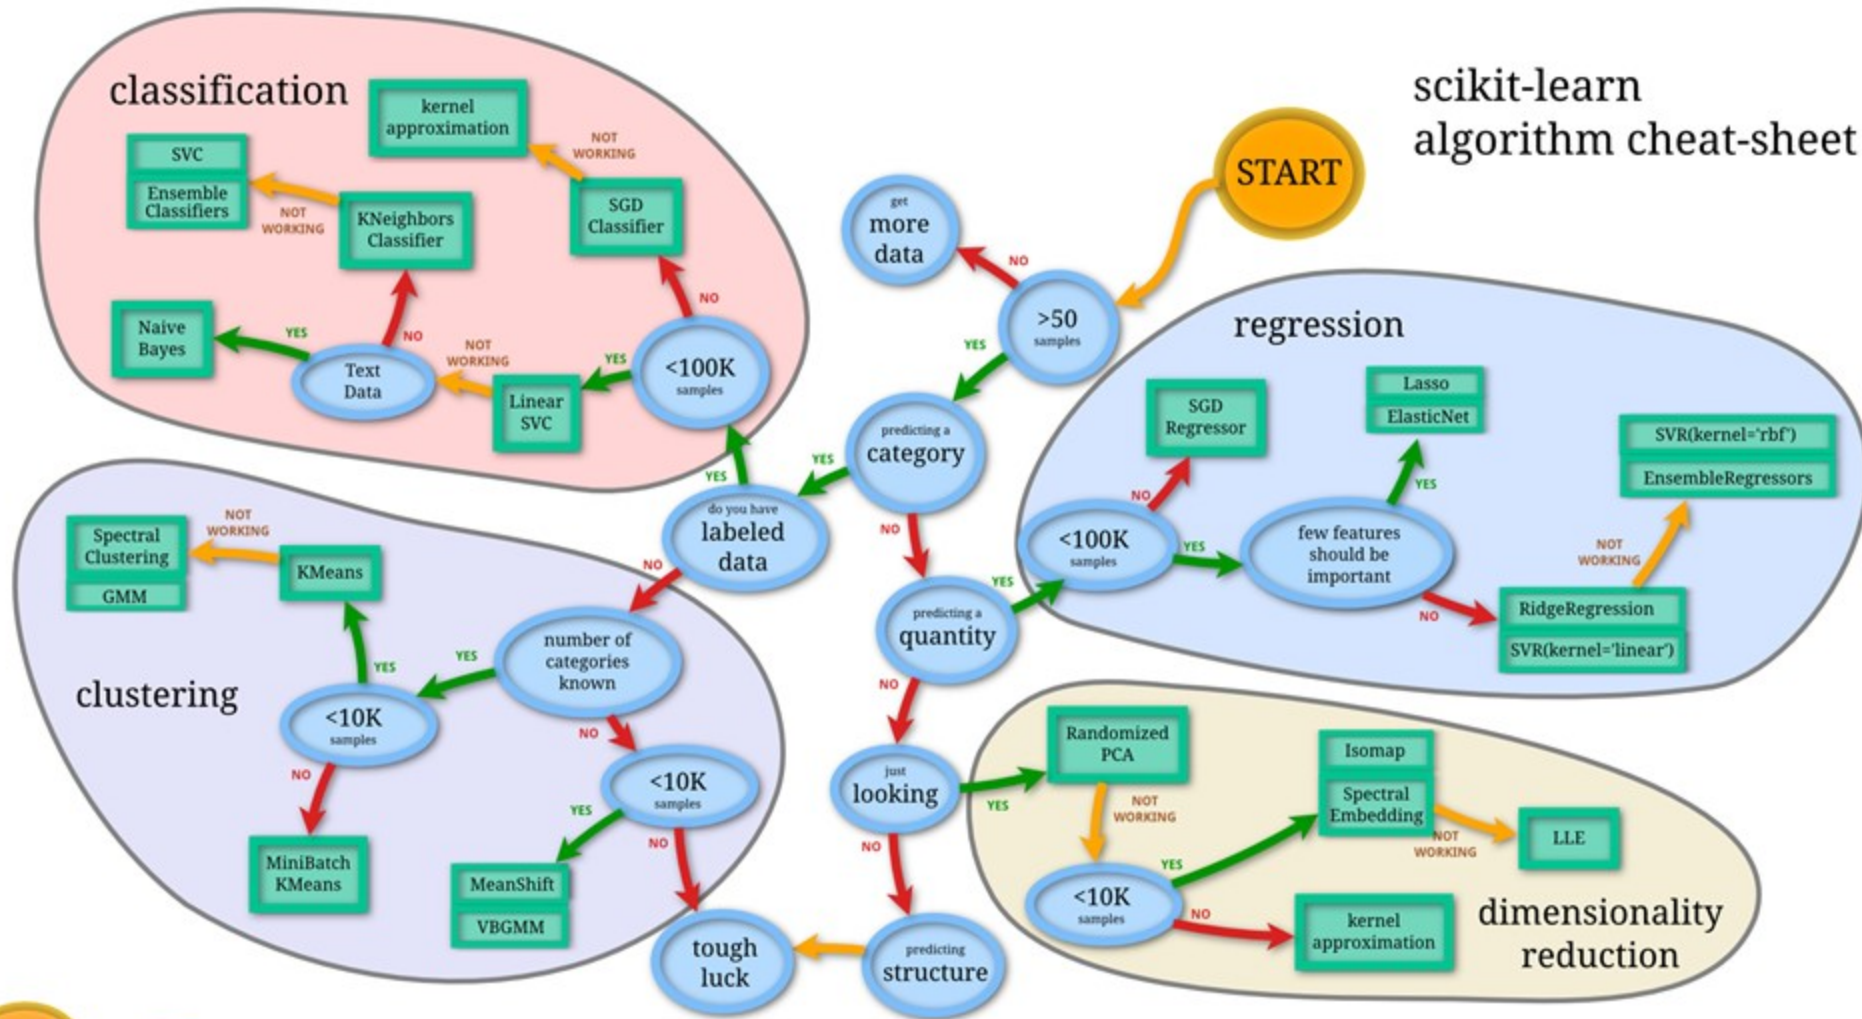 scikit-learn
algorithm cheat-sheet
START
>50
samples
NO
get
more
data
YES
predicting a
category
YES
do you have
labeled
data
YES
NO
NO
predicting a
quantity
YES
NO
just
looking
YES
NO
predicting
structure
tough
luck
classification
<100K
samples
NO
SGD
Classifier
NOT
WORKING
kernel
approximation
YES
Linear
SVC
NOT
WORKING
Text
Data
YES
Naive
Bayes
NO
KNeighbors
Classifier
NOT
WORKING
SVC
Ensemble
Classifiers
clustering
number of
categories
known
YES
<10K
samples
YES
KMeans
NOT
WORKING
Spectral
Clustering
GMM
NO
MiniBatch
KMeans
NO
<10K
samples
YES
MeanShift
VBGMM
NO
regression
<100K
samples
NO
SGD
Regressor
YES
few features
should be
important
YES
Lasso
ElasticNet
NO
RidgeRegression
SVR(kernel='linear')
NOT
WORKING
SVR(kernel='rbf')
EnsembleRegressors
dimensionality
reduction
Randomized
PCA
NOT
WORKING
<10K
samples
YES
Isomap
Spectral
Embedding
NOT
WORKING
LLE
NO
kernel
approximation